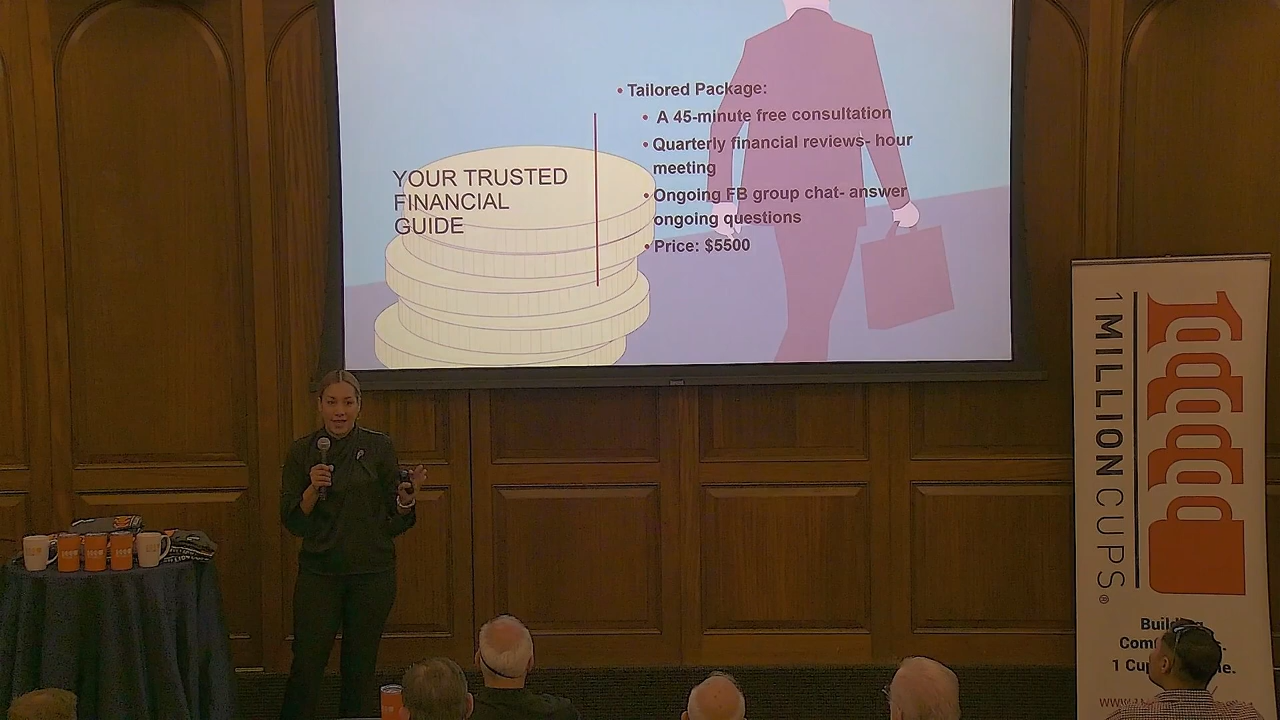 • Tailored Package:
• A 45-minute free consultation
• Quarterly financial reviews- hour
meeting
• Ongoing FB group chat- answer
ongoing questions
• Price: $5500
YOUR TRUSTED
FINANCIAL
GUIDE
1 MILLION CUPS®
1 Cup